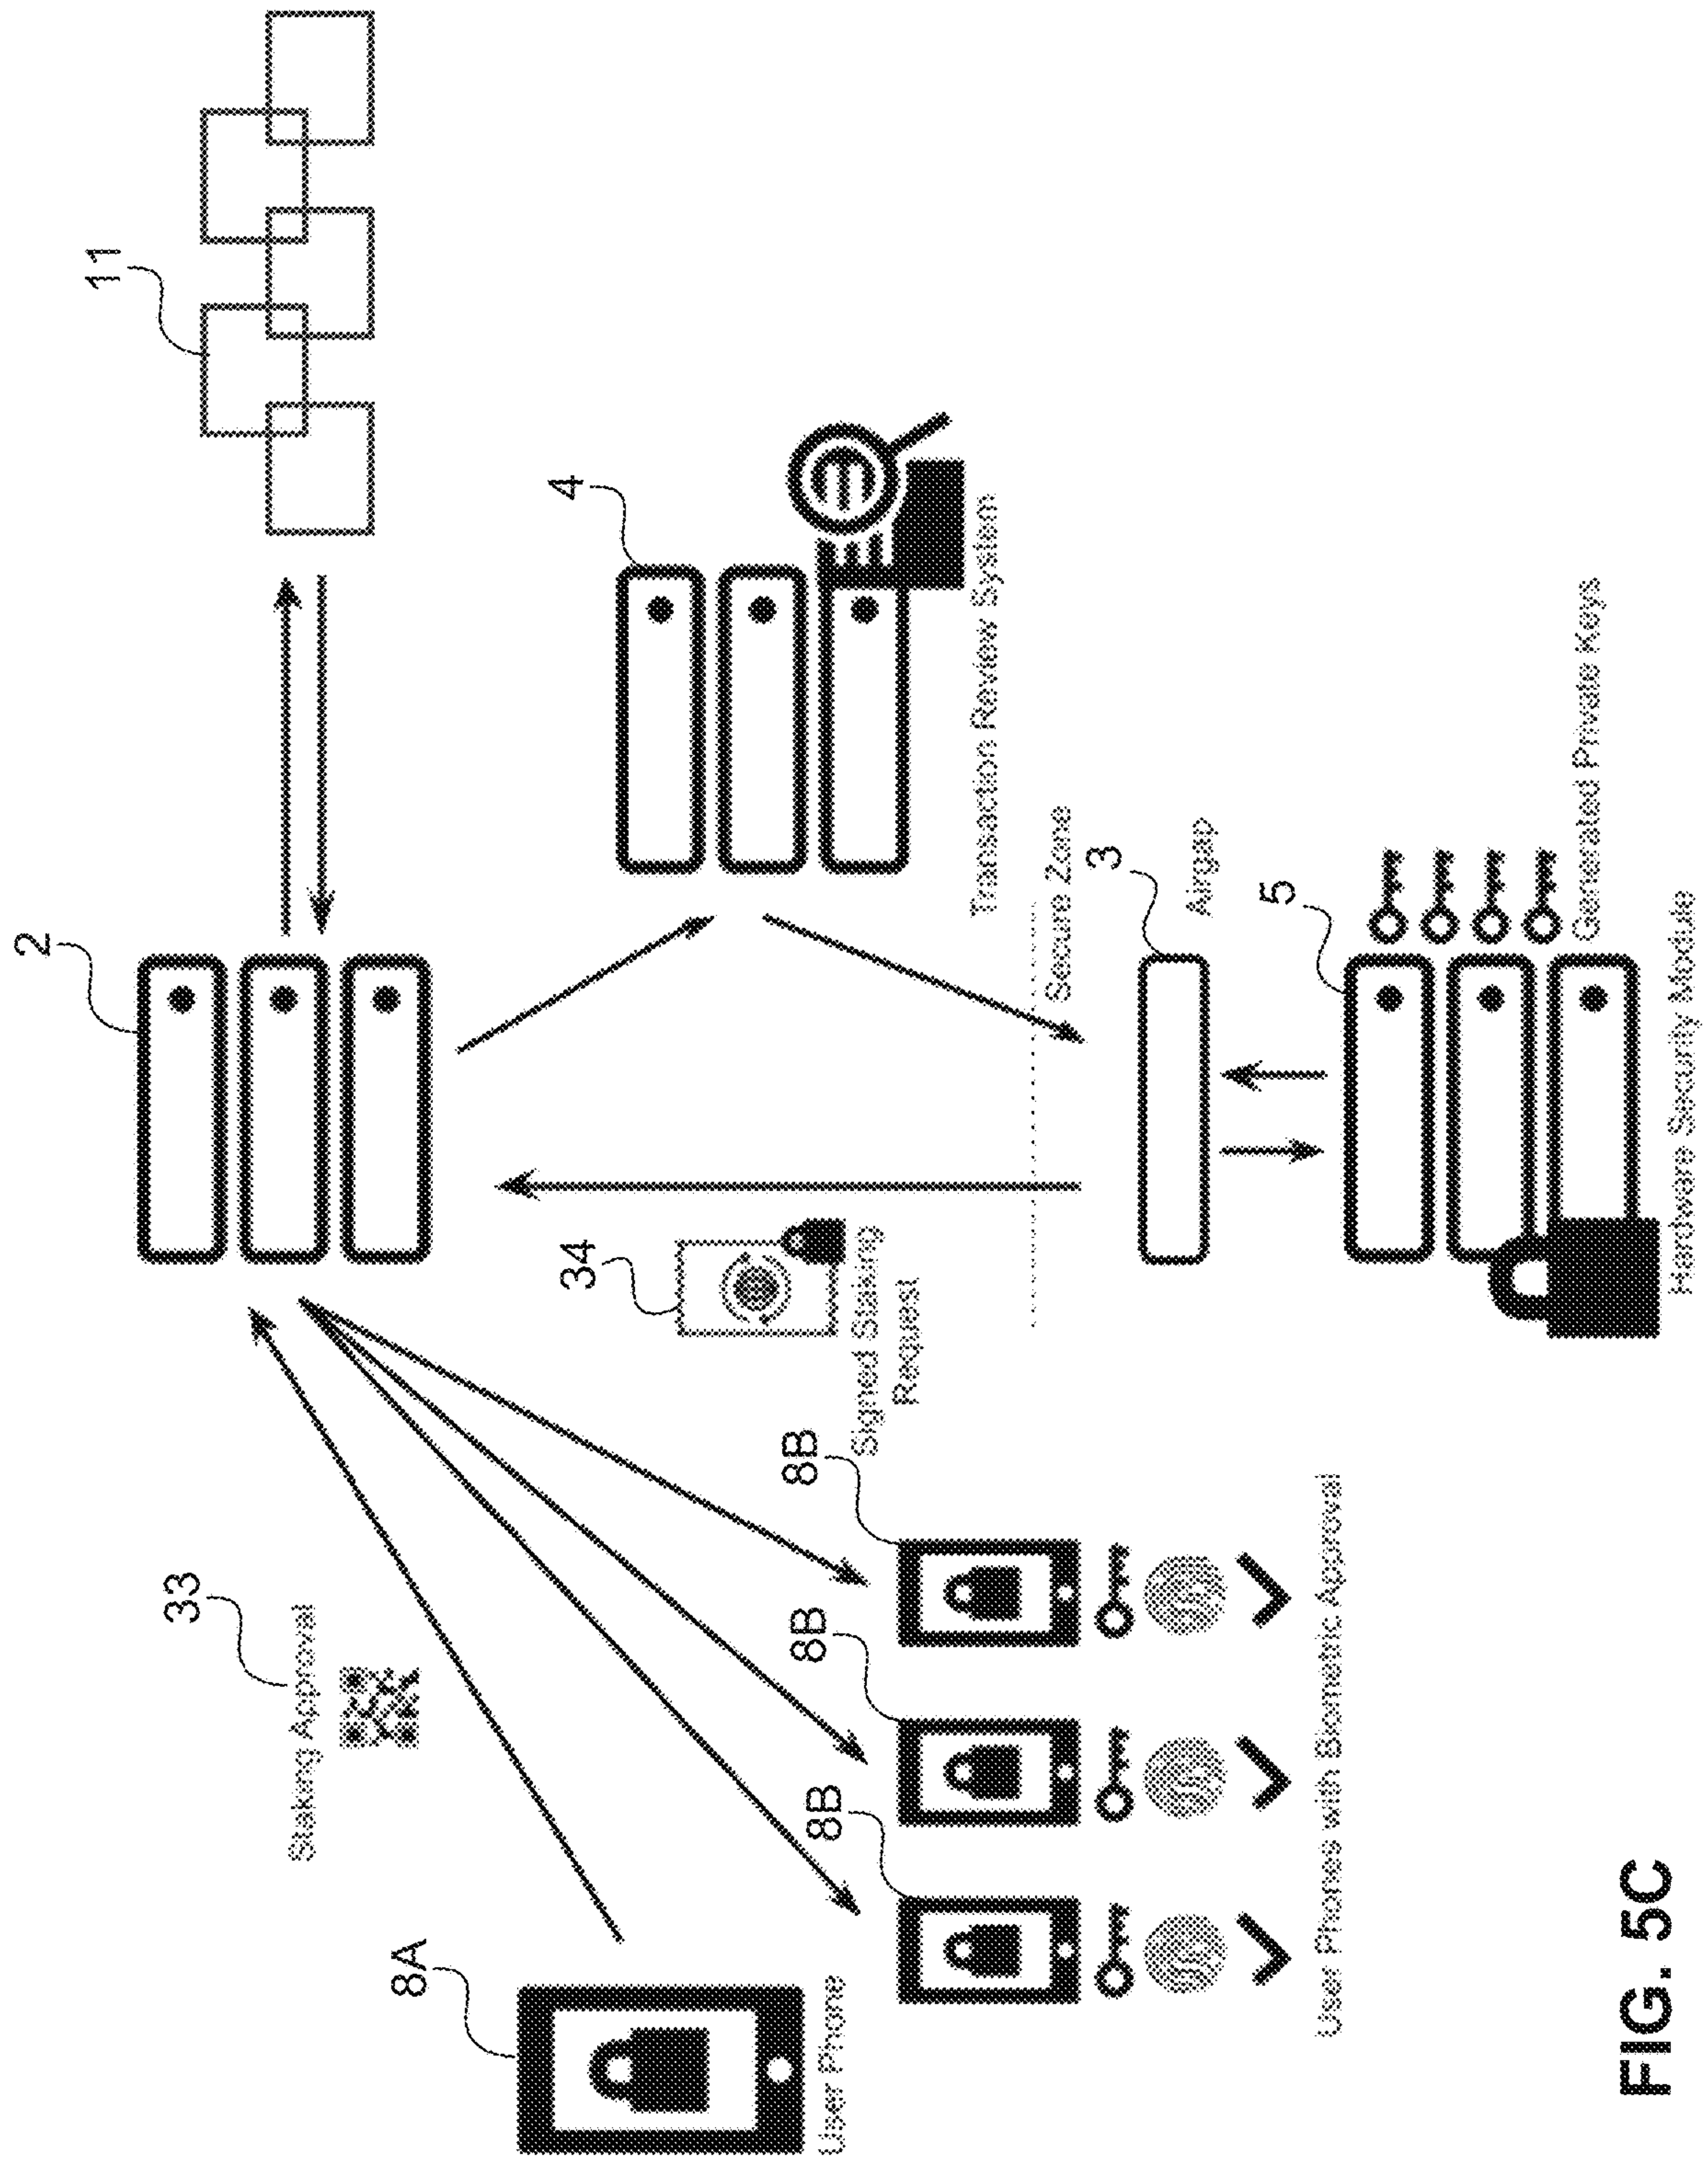 11
2
33
Staking Approval
8A
User Phone
34
Signed Staking
Request
4
Transaction Review System
8B
8B
8B
User Phones with Biometric Approval
Secure Zone
3
Airgap
5
Generated Private Keys
Hardware Security Module
FIG. 5C